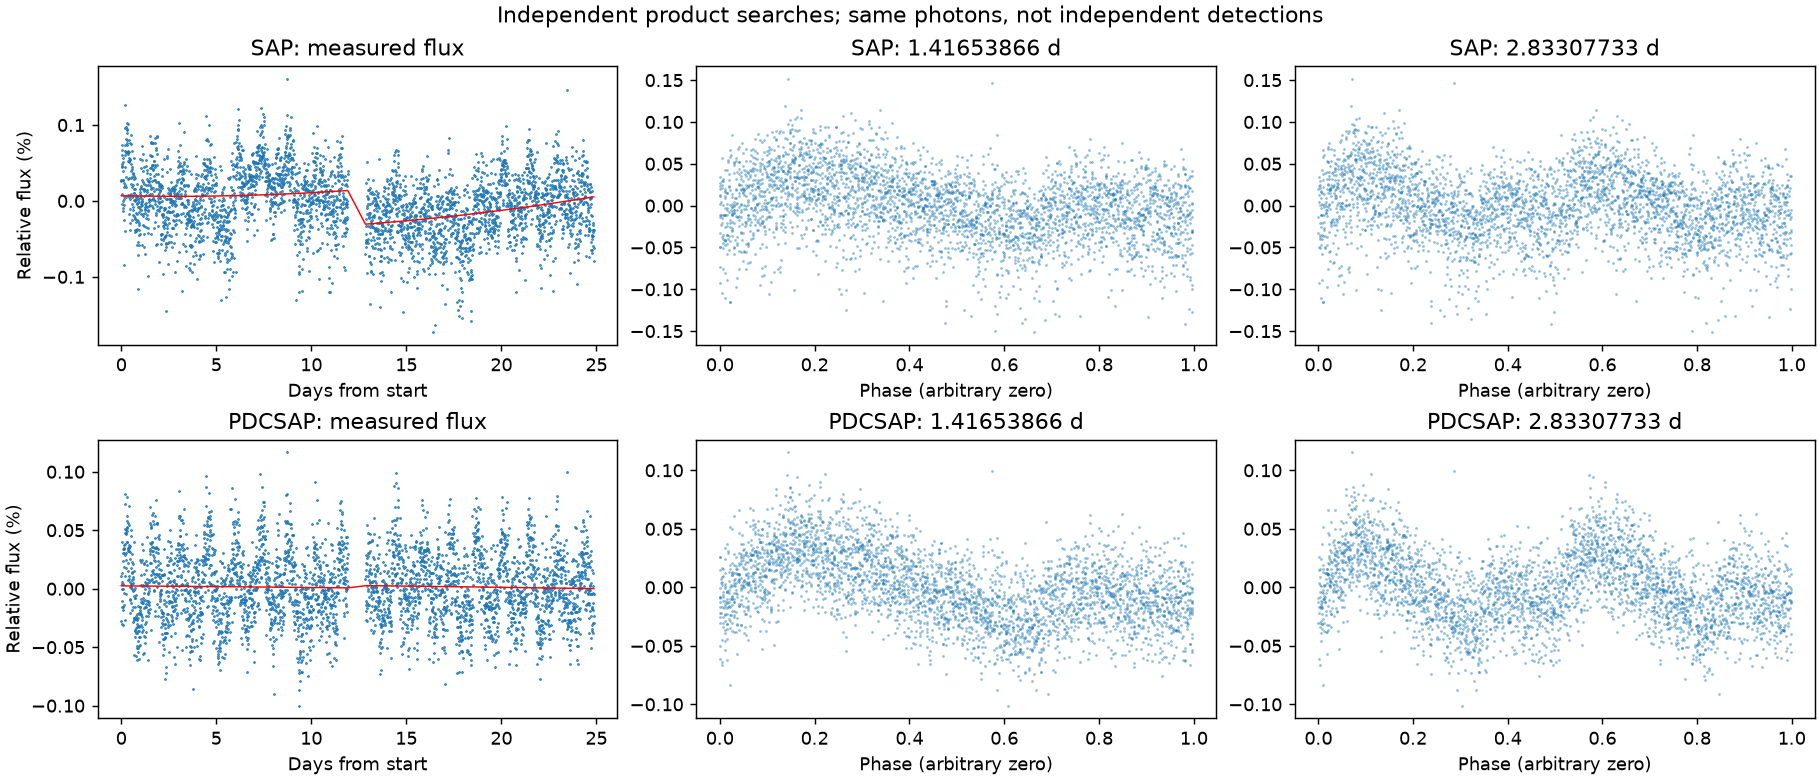 Independent product searches; same photons, not independent detections
SAP: measured flux
SAP: 1.41653866 d
SAP: 2.83307733 d
Relative flux (%)
0.1
0.0
−0.1
0 5 10 15 20 25
Days from start
0.15
0.10
0.05
0.00
−0.05
−0.10
−0.15
0.0 0.2 0.4 0.6 0.8 1.0
Phase (arbitrary zero)
0.15
0.10
0.05
0.00
−0.05
−0.10
−0.15
0.0 0.2 0.4 0.6 0.8 1.0
Phase (arbitrary zero)
PDCSAP: measured flux
PDCSAP: 1.41653866 d
PDCSAP: 2.83307733 d
Relative flux (%)
0.10
0.05
0.00
−0.05
−0.10
0 5 10 15 20 25
Days from start
0.10
0.05
0.00
−0.05
−0.10
0.0 0.2 0.4 0.6 0.8 1.0
Phase (arbitrary zero)
0.10
0.05
0.00
−0.05
−0.10
0.0 0.2 0.4 0.6 0.8 1.0
Phase (arbitrary zero)